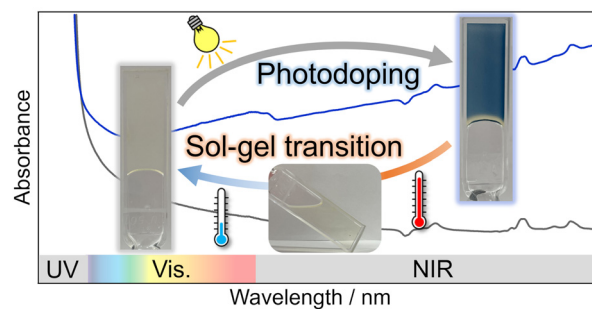 Photodoping
Sol-gel transition
Absorbance
UV
Vis.
NIR
Wavelength / nm